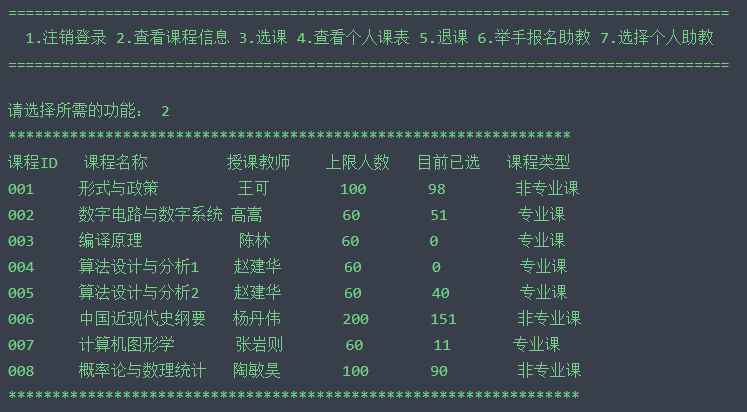 ==================================================================================
1.注销登录 2.查看课程信息 3.选课 4.查看个人课表 5.退课 6.举手报名助教 7.选择个人助教
==================================================================================
请选择所需的功能： 2
***************************************************************
课程ID 课程名称 授课教师 上限人数 目前已选 课程类型
001 形式与政策 王可 100 98 非专业课
002 数字电路与数字系统 高嵩 60 51 专业课
003 编译原理 陈林 60 0 专业课
004 算法设计与分析1 赵建华 60 0 专业课
005 算法设计与分析2 赵建华 60 40 专业课
006 中国近现代史纲要 杨丹伟 200 151 非专业课
007 计算机图形学 张岩则 60 11 专业课
008 概率论与数理统计 陶敏昊 100 90 非专业课
****************************************************************